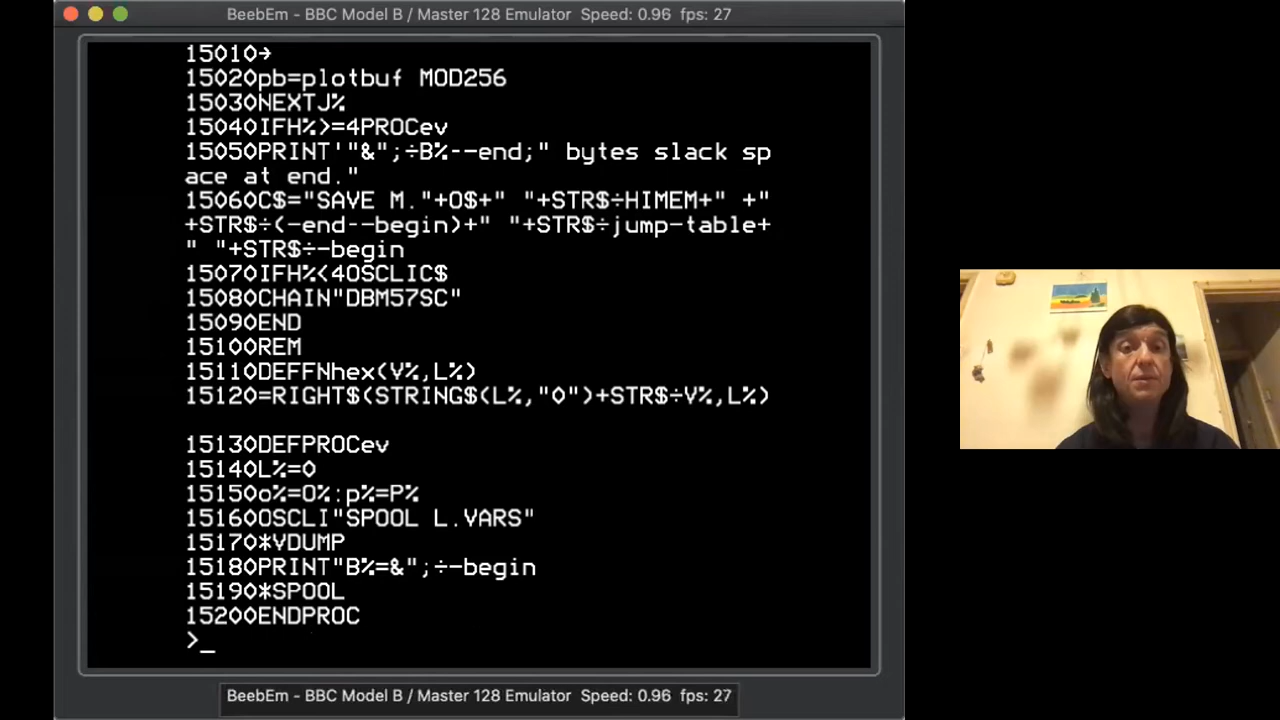 BeebEm - BBC Model B / Master 128 Emulator Speed: 0.96 fps: 27
15010→
15020pb=plotbuf MOD256
15030NEXTJ%
15040IFH%>=4PROCev
15050PRINT'"&";÷B%--end;" bytes slack sp
ace at end."
15060C$="SAVE M."+O$+" "+STR$÷HIMEM+" +"
+STR$÷(-end--begin)+" "+STR$÷jump-table+
" "+STR$÷-begin
15070IFH%<4OSCLIC$
15080CHAIN"DBM57SC"
15090END
15100REM
15110DEFFNhex(V%,L%)
15120=RIGHT$(STRING$(L%,"0")+STR$÷V%,L%)
15130DEFPROCev
15140L%=0
15150o%=O%:p%=P%
15160OSCLI"SPOOL L.VARS"
15170*VDUMP
15180PRINT"B%=&";÷-begin
15190*SPOOL
15200ENDPROC
>_
BeebEm - BBC Model B / Master 128 Emulator Speed: 0.96 fps: 27